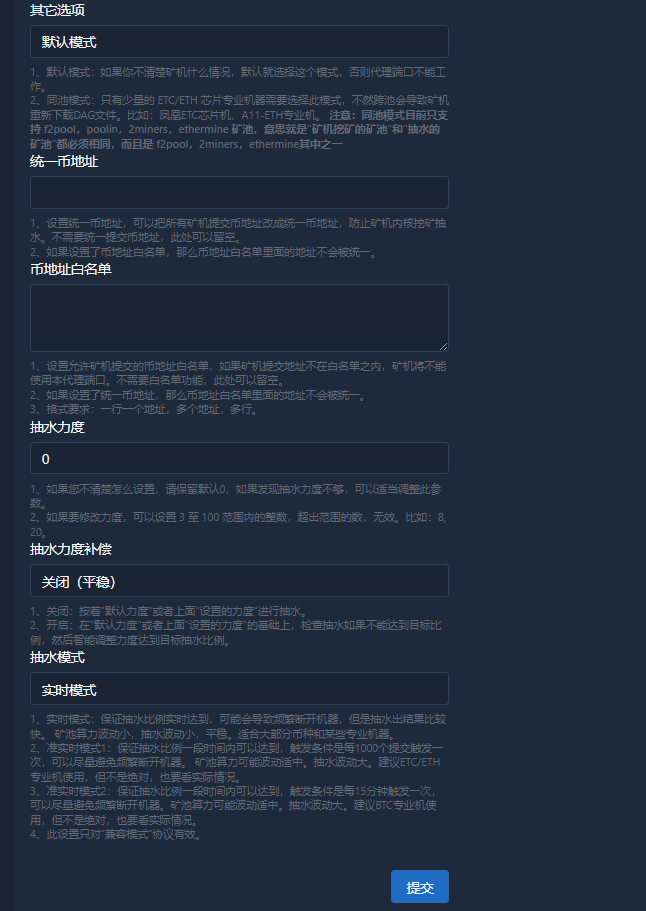 其它选项
默认模式
1、默认模式：如果你不清楚矿机什么情况，默认就选择这个模式，否则代理端口不能工
作。
2、同池模式：只有少量的 ETC/ETH 芯片专业机器需要选择此模式，不然跨池会导致矿机
重新下载DAG文件。比如：凤凰ETC芯片机，A11-ETH专业机。 注意：同池模式目前只支
持 f2pool，poolin，2miners，ethermine 矿池，意思就是"矿机挖矿的矿池"和"抽水的
矿池"都必须相同，而且是 f2pool，2miners，ethermine其中之一
统一币地址
1、设置统一币地址，可以把所有矿机提交币地址改成统一币地址，防止矿机内核挖矿抽
水。不需要统一提交币地址，此处可以留空。
2、如果设置了币地址白名单，那么币地址白名单里面的地址不会被统一。
币地址白名单
1、设置允许矿机提交的币地址白名单，如果矿机提交地址不在白名单之内，矿机将不能
使用本代理端口。不需要白名单功能，此处可以留空。
2、如果设置了统一币地址，那么币地址白名单里面的地址不会被统一。
3、格式要求：一行一个地址，多个地址，多行。
抽水力度
0
1、如果您不清楚怎么设置，请保留默认0，如果发现抽水力度不够，可以适当调整此参
数。
2、如果要修改力度，可以设置 3 至 100 范围内的整数，超出范围的数，无效。比如：8,
20。
抽水力度补偿
关闭（平稳）
1、关闭：按着"默认力度"或者上面"设置的力度"进行抽水。
2、开启：在"默认力度"或者上面"设置的力度"的基础上，检查抽水如果不能达到目标比
例，然后智能调整力度达到目标抽水比例。
抽水模式
实时模式
1、实时模式：保证抽水比例实时达到，可能会导致频繁断开机器，但是抽水出结果比较
快。 矿池算力波动小，抽水波动小，平稳。适合大部分币种和某些专业机器。
2、准实时模式1：保证抽水比例一段时间内可以达到，触发条件是每1000个提交触发一
次，可以尽量避免频繁断开机器。 矿池算力可能波动适中。抽水波动大。建议ETC/ETH
专业机使用，但不是绝对，也要看实际情况。
3、准实时模式2：保证抽水比例一段时间内可以达到，触发条件是每15分钟触发一次，
可以尽量避免频繁断开机器。矿池算力可能波动适中。抽水波动大。建议BTC专业机使
用，但不是绝对，也要看实际情况。
4、此设置只对"兼容模式"协议有效。
提交